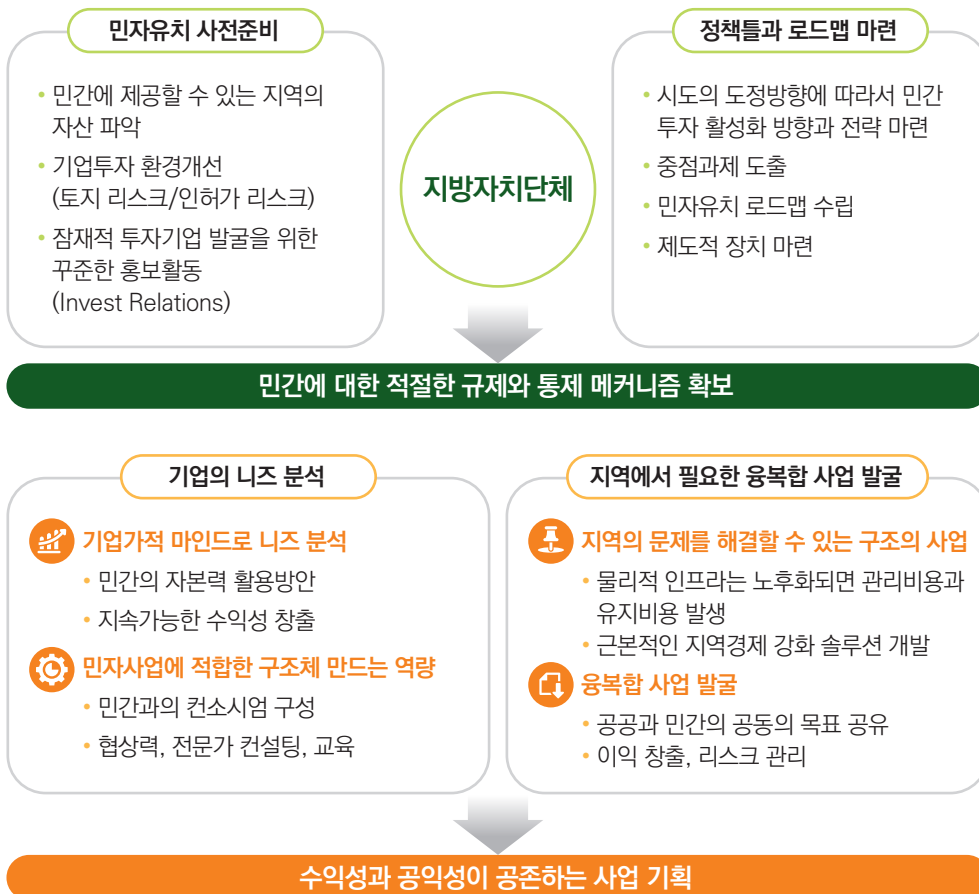 민자유치 사전준비
• 민간에 제공할 수 있는 지역의
자산 파악
• 기업투자 환경개선
(토지 리스크/인허가 리스크)
• 잠재적 투자기업 발굴을 위한
꾸준한 홍보활동
(Invest Relations)
지방자치단체
정책틀과 로드맵 마련
• 시도의 도정방향에 따라서 민간
투자 활성화 방향과 전략 마련
• 중점과제 도출
• 민자유치 로드맵 수립
• 제도적 장치 마련
민간에 대한 적절한 규제와 통제 메커니즘 확보
기업의 니즈 분석
기업가적 마인드로 니즈 분석
• 민간의 자본력 활용방안
• 지속가능한 수익성 창출
민자사업에 적합한 구조체 만드는 역량
• 민간과의 컨소시엄 구성
• 협상력, 전문가 컨설팅, 교육
지역에서 필요한 융복합 사업 발굴
지역의 문제를 해결할 수 있는 구조의 사업
• 물리적 인프라는 노후화되면 관리비용과
유지비용 발생
• 근본적인 지역경제 강화 솔루션 개발
융복합 사업 발굴
• 공공과 민간의 공동의 목표 공유
• 이익 창출, 리스크 관리
수익성과 공익성이 공존하는 사업 기획